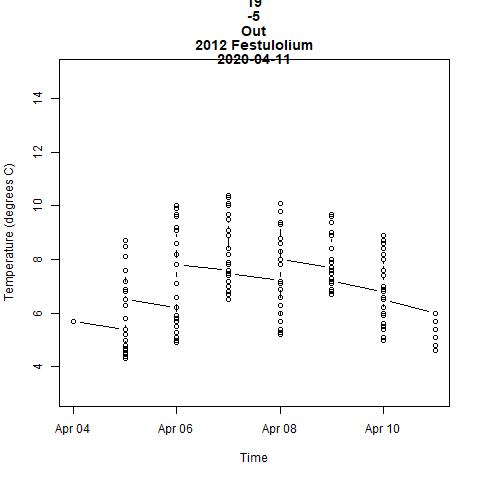 19
-5
Out
2012 Festulolium
2020-04-11
14
12
10
8
6
4
Temperature (degrees C)
Apr 04
Apr 06
Apr 08
Apr 10
Time